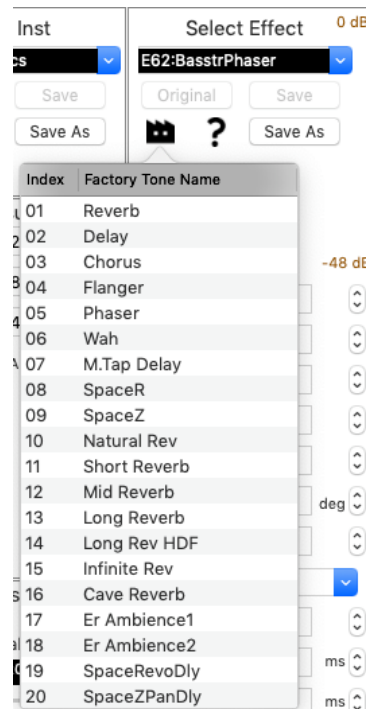 Inst
Select Effect
0 dB
cs
E62:BasstrPhaser
Save
Original
Save
Save As
?
Save As
Index Factory Tone Name
01 Reverb
02 Delay
03 Chorus
-48 dB
04 Flanger
05 Phaser
06 Wah
07 M.Tap Delay
08 SpaceR
09 SpaceZ
10 Natural Rev
11 Short Reverb
12 Mid Reverb
deg
13 Long Reverb
14 Long Rev HDF
15 Infinite Rev
16 Cave Reverb
17 Er Ambience1
18 Er Ambience2
19 SpaceRevoDly
ms
20 SpaceZPanDly
ms